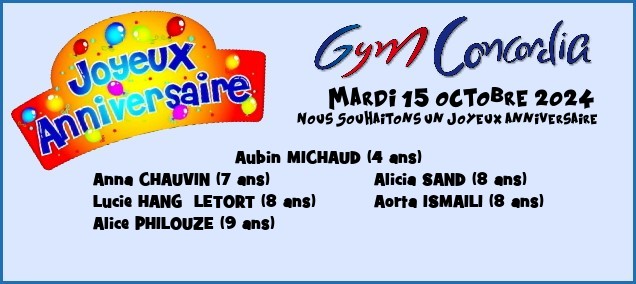 Joyeux
Anniversaire
Gym Concordia
Mardi 15 octobre 2024
Nous souhaitons un joyeux anniversaire
Aubin MICHAUD (4 ans)
Anna CHAUVIN (7 ans)
Alicia SAND (8 ans)
Lucie HANG  LETORT (8 ans)
Aorta ISMAILI (8 ans)
Alice PHILOUZE (9 ans)